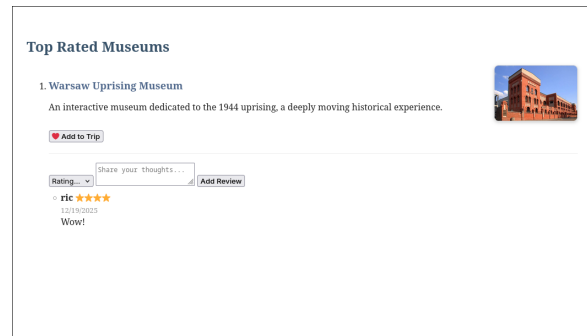 Top Rated Museums
1. Warsaw Uprising Museum
An interactive museum dedicated to the 1944 uprising, a deeply moving historical experience.
❤️ Add to Trip
Rating...
Share your thoughts...
Add Review
ric ⭐⭐⭐⭐
12/19/2025
Wow!